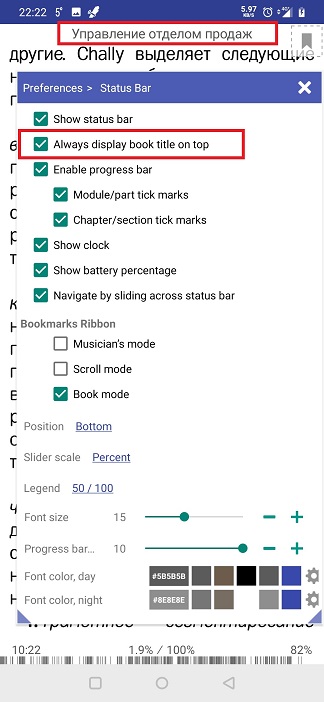 22:22 5° 5.97 KB/S 4G
Управление отделом продаж
другие. Chally выделяет следующие
Preferences > Status Bar
Show status bar
Always display book title on top
Enable progress bar
Module/part tick marks
Chapter/section tick marks
Show clock
Show battery percentage
Navigate by sliding across status bar
Bookmarks Ribbon
Musician's mode
Scroll mode
Book mode
Position Bottom
Slider scale Percent
Legend 50 / 100
Font size 15
Progress bar... 10
Font color, day #5B5B5B
Font color, night #8E8E8E
10:22 1.9% / 100% 82%